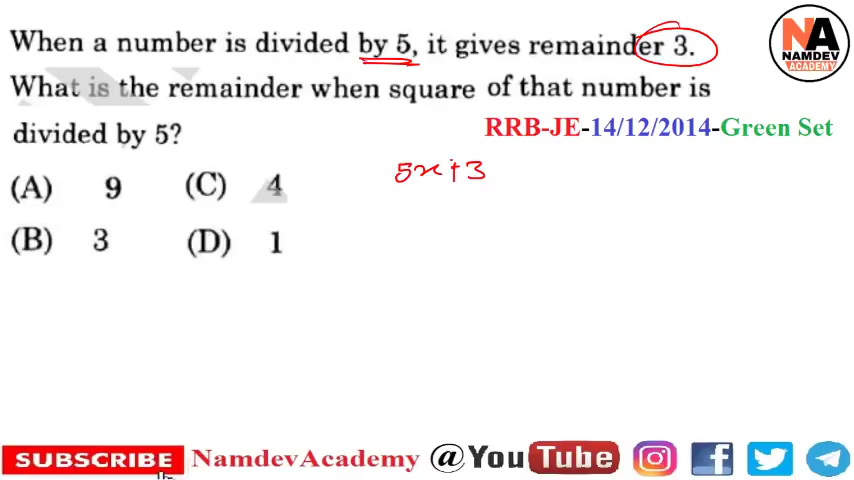 When a number is divided by 5, it gives remainder 3.
What is the remainder when square of that number is
divided by 5?
RRB-JE-14/12/2014-Green Set
5x+3
(A) 9 (C) 4
(B) 3 (D) 1
NA
NAMDEV
ACADEMY
SUBSCRIBE NamdevAcademy @YouTube